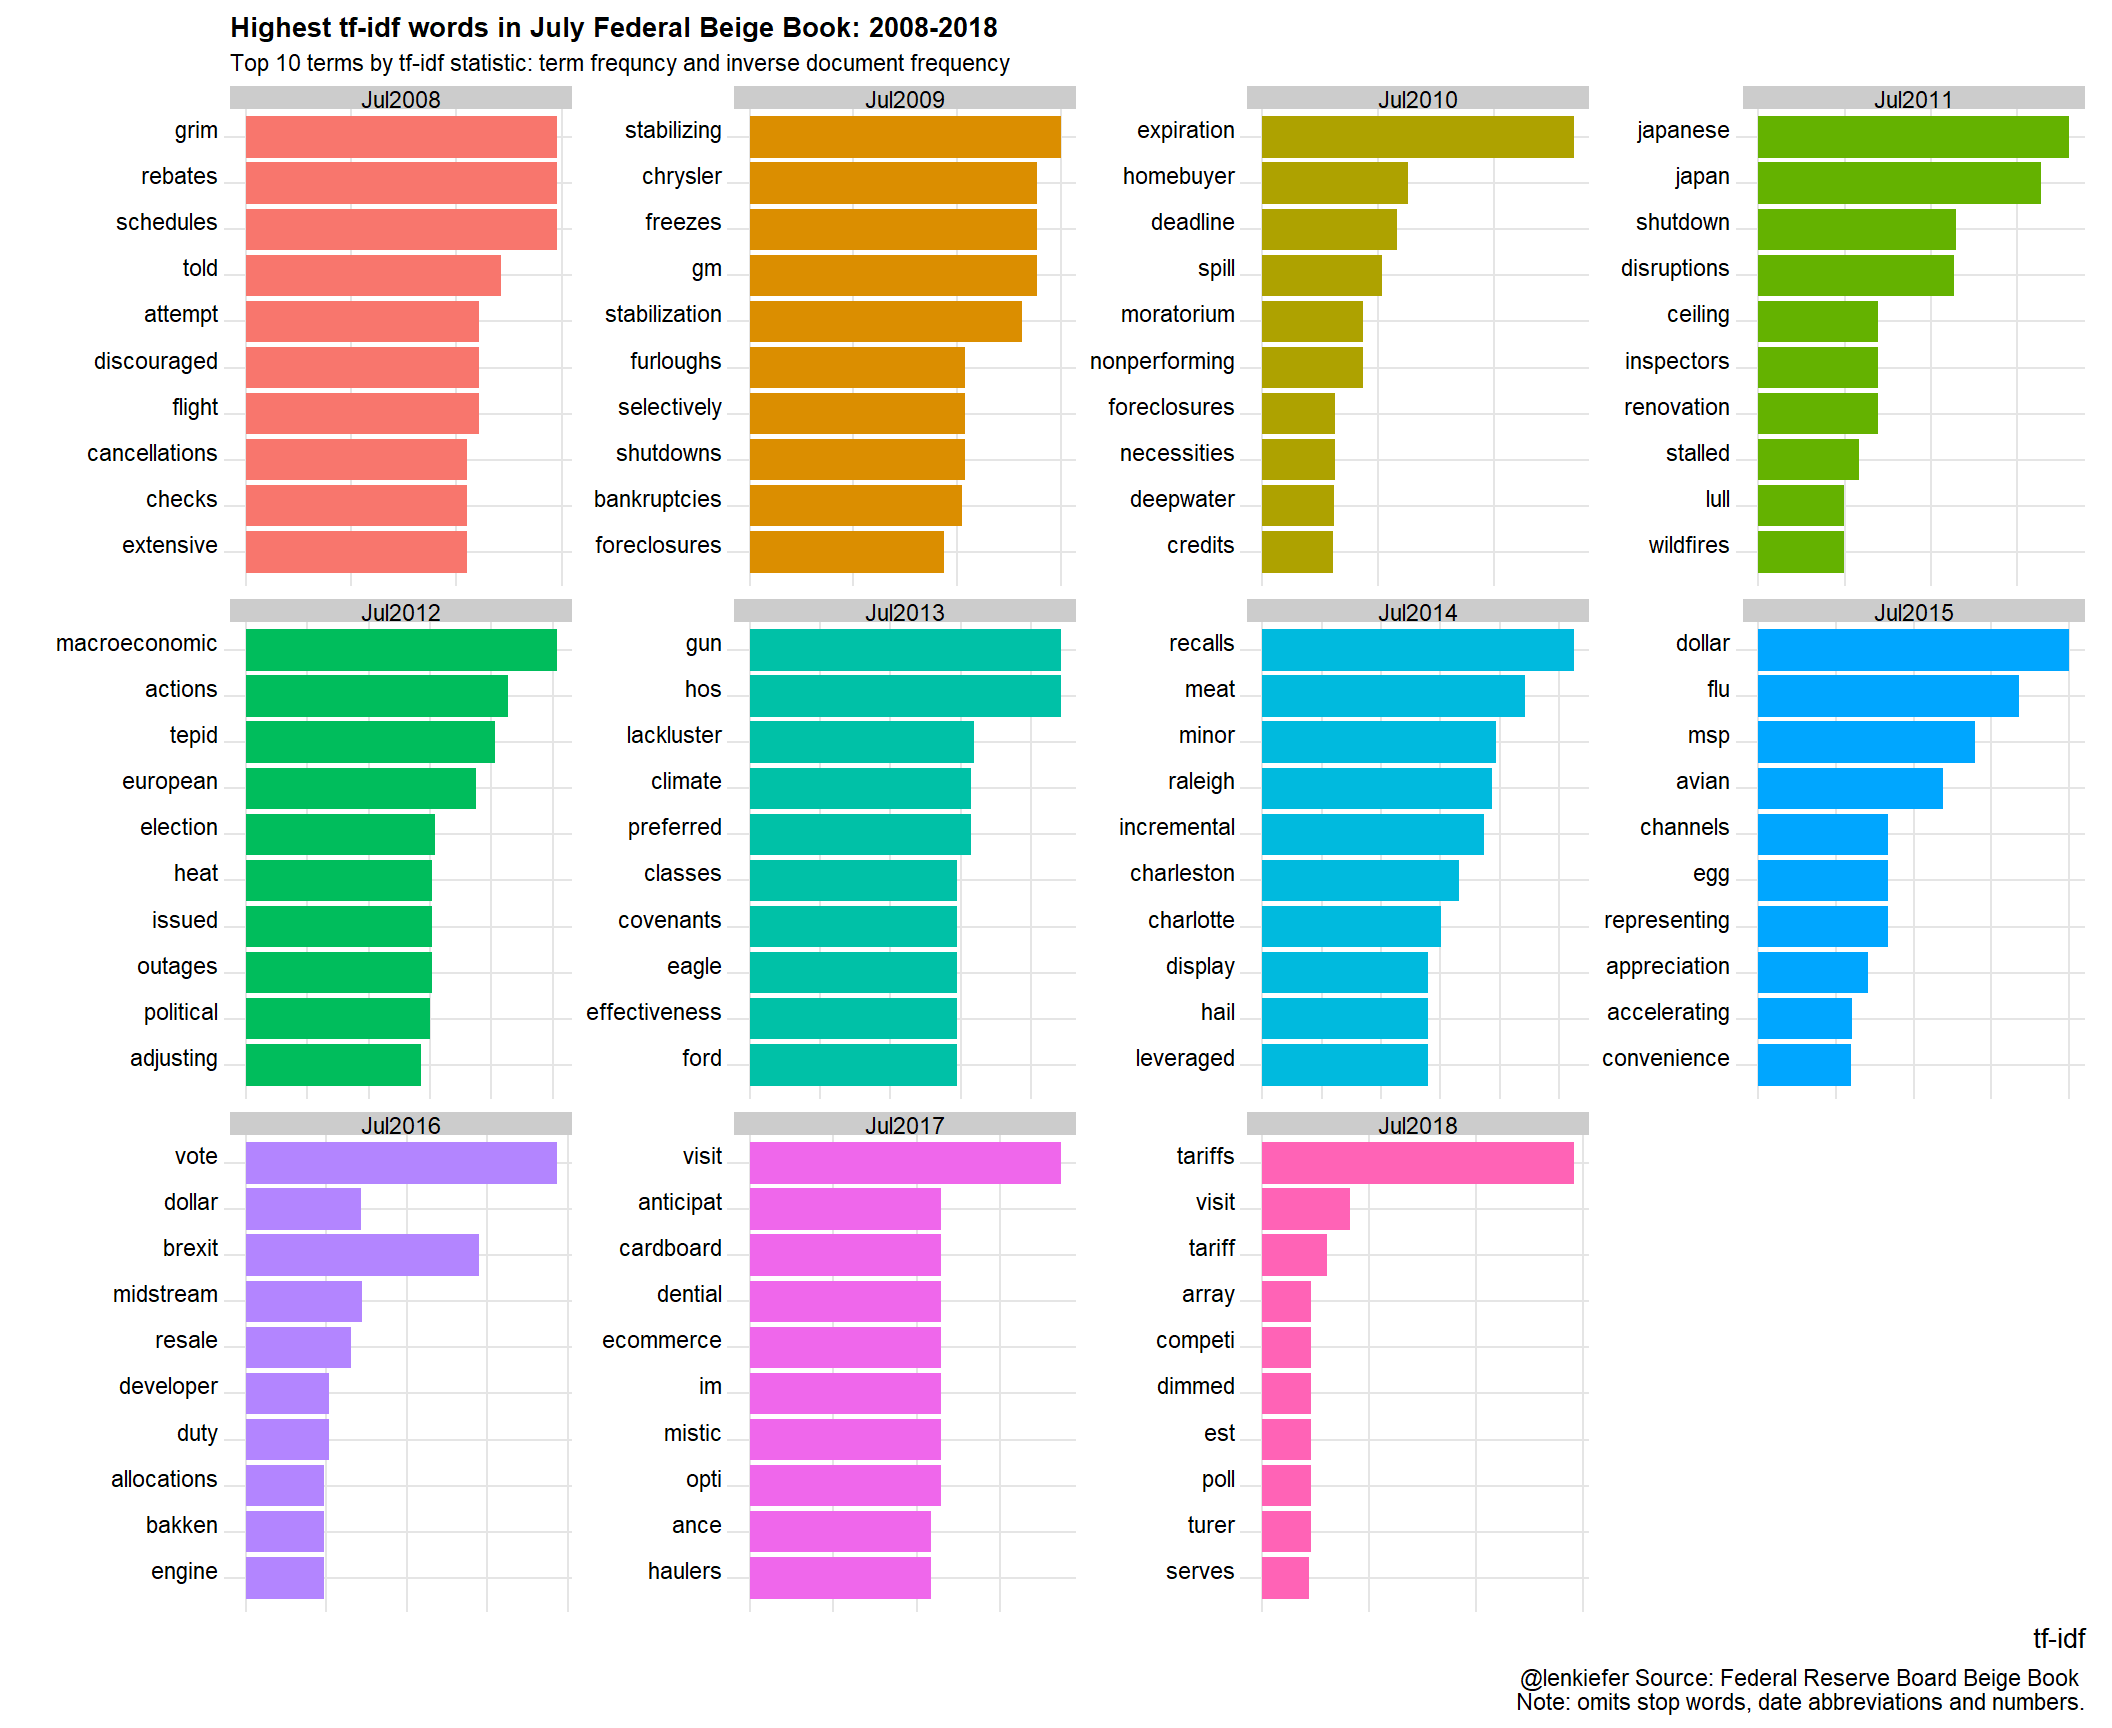 Highest tf-idf words in July Federal Beige Book: 2008-2018
Top 10 terms by tf-idf statistic: term frequncy and inverse document frequency
Jul2008
grim
rebates
schedules
told
attempt
discouraged
flight
cancellations
checks
extensive
Jul2009
stabilizing
chrysler
freezes
gm
stabilization
furloughs
selectively
shutdowns
bankruptcies
foreclosures
Jul2010
expiration
homebuyer
deadline
spill
moratorium
nonperforming
foreclosures
necessities
deepwater
credits
Jul2011
japanese
japan
shutdown
disruptions
ceiling
inspectors
renovation
stalled
lull
wildfires
Jul2012
macroeconomic
actions
tepid
european
election
heat
issued
outages
political
adjusting
Jul2013
gun
hos
lackluster
climate
preferred
classes
covenants
eagle
effectiveness
ford
Jul2014
recalls
meat
minor
raleigh
incremental
charleston
charlotte
display
hail
leveraged
Jul2015
dollar
flu
msp
avian
channels
egg
representing
appreciation
accelerating
convenience
Jul2016
vote
dollar
brexit
midstream
resale
developer
duty
allocations
bakken
engine
Jul2017
visit
anticipat
cardboard
dential
ecommerce
im
mistic
opti
ance
haulers
Jul2018
tariffs
visit
tariff
array
competi
dimmed
est
poll
turer
serves
tf-idf
@lenkiefer Source: Federal Reserve Board Beige Book
Note: omits stop words, date abbreviations and numbers.